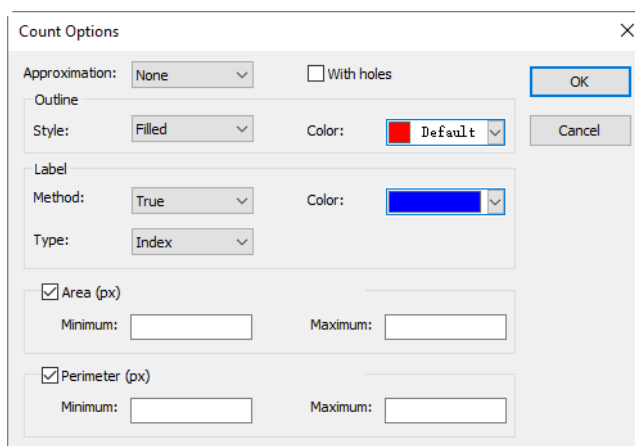 Count Options
Approximation: None With holes OK
Outline
Style: Filled Color: Default Cancel
Label
Method: True Color:
Type: Index
Area (px)
Minimum: Maximum:
Perimeter (px)
Minimum: Maximum: